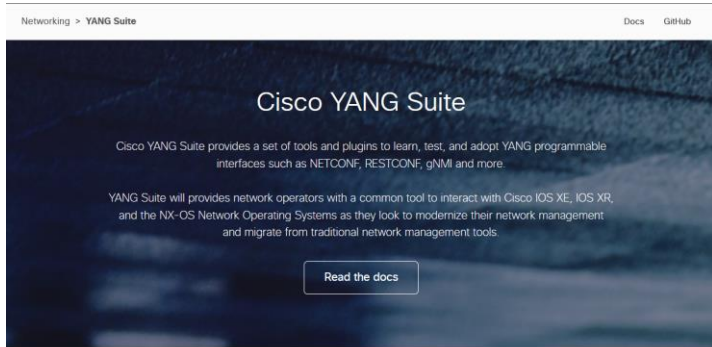 Networking > YANG Suite
Docs
GitHub
Cisco YANG Suite
Cisco YANG Suite provides a set of tools and plugins to learn, test, and adopt YANG programmable
interfaces such as NETCONF, RESTCONF, gNMI and more.
YANG Suite will provides network operators with a common tool to interact with Cisco IOS XE, IOS XR,
and the NX-OS Network Operating Systems as they look to modernize their network management
and migrate from traditional network management tools.
Read the docs